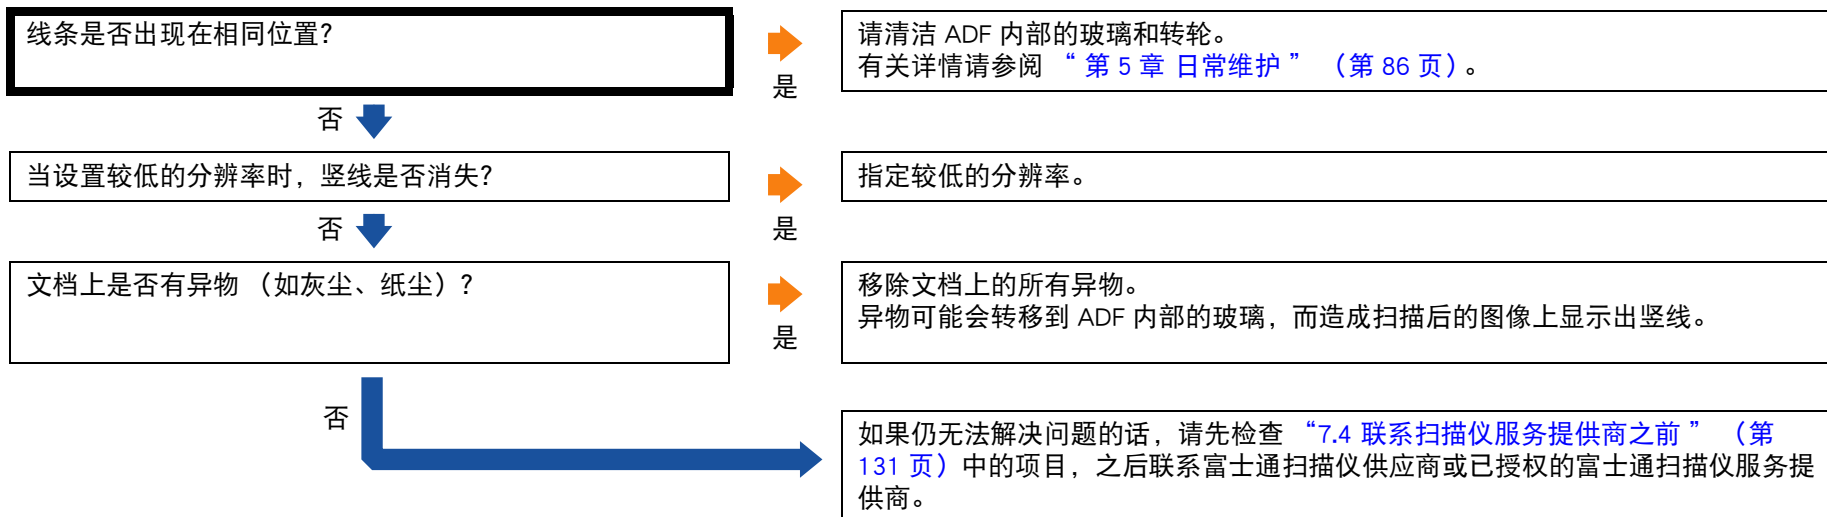 线条是否出现在相同位置?
是
请清洁 ADF 内部的玻璃和转轮。
有关详情请参阅 “ 第 5 章 日常维护 ” （第 86 页）。
否
当设置较低的分辨率时，竖线是否消失?
是
指定较低的分辨率。
否
文档上是否有异物 （如灰尘、纸尘）?
是
移除文档上的所有异物。
异物可能会转移到 ADF 内部的玻璃，而造成扫描后的图像上显示出竖线。
否
如果仍无法解决问题的话，请先检查 “7.4 联系扫描仪服务提供商之前 ” （第
131 页）中的项目，之后联系富士通扫描仪供应商或已授权的富士通扫描仪服务提
供商。